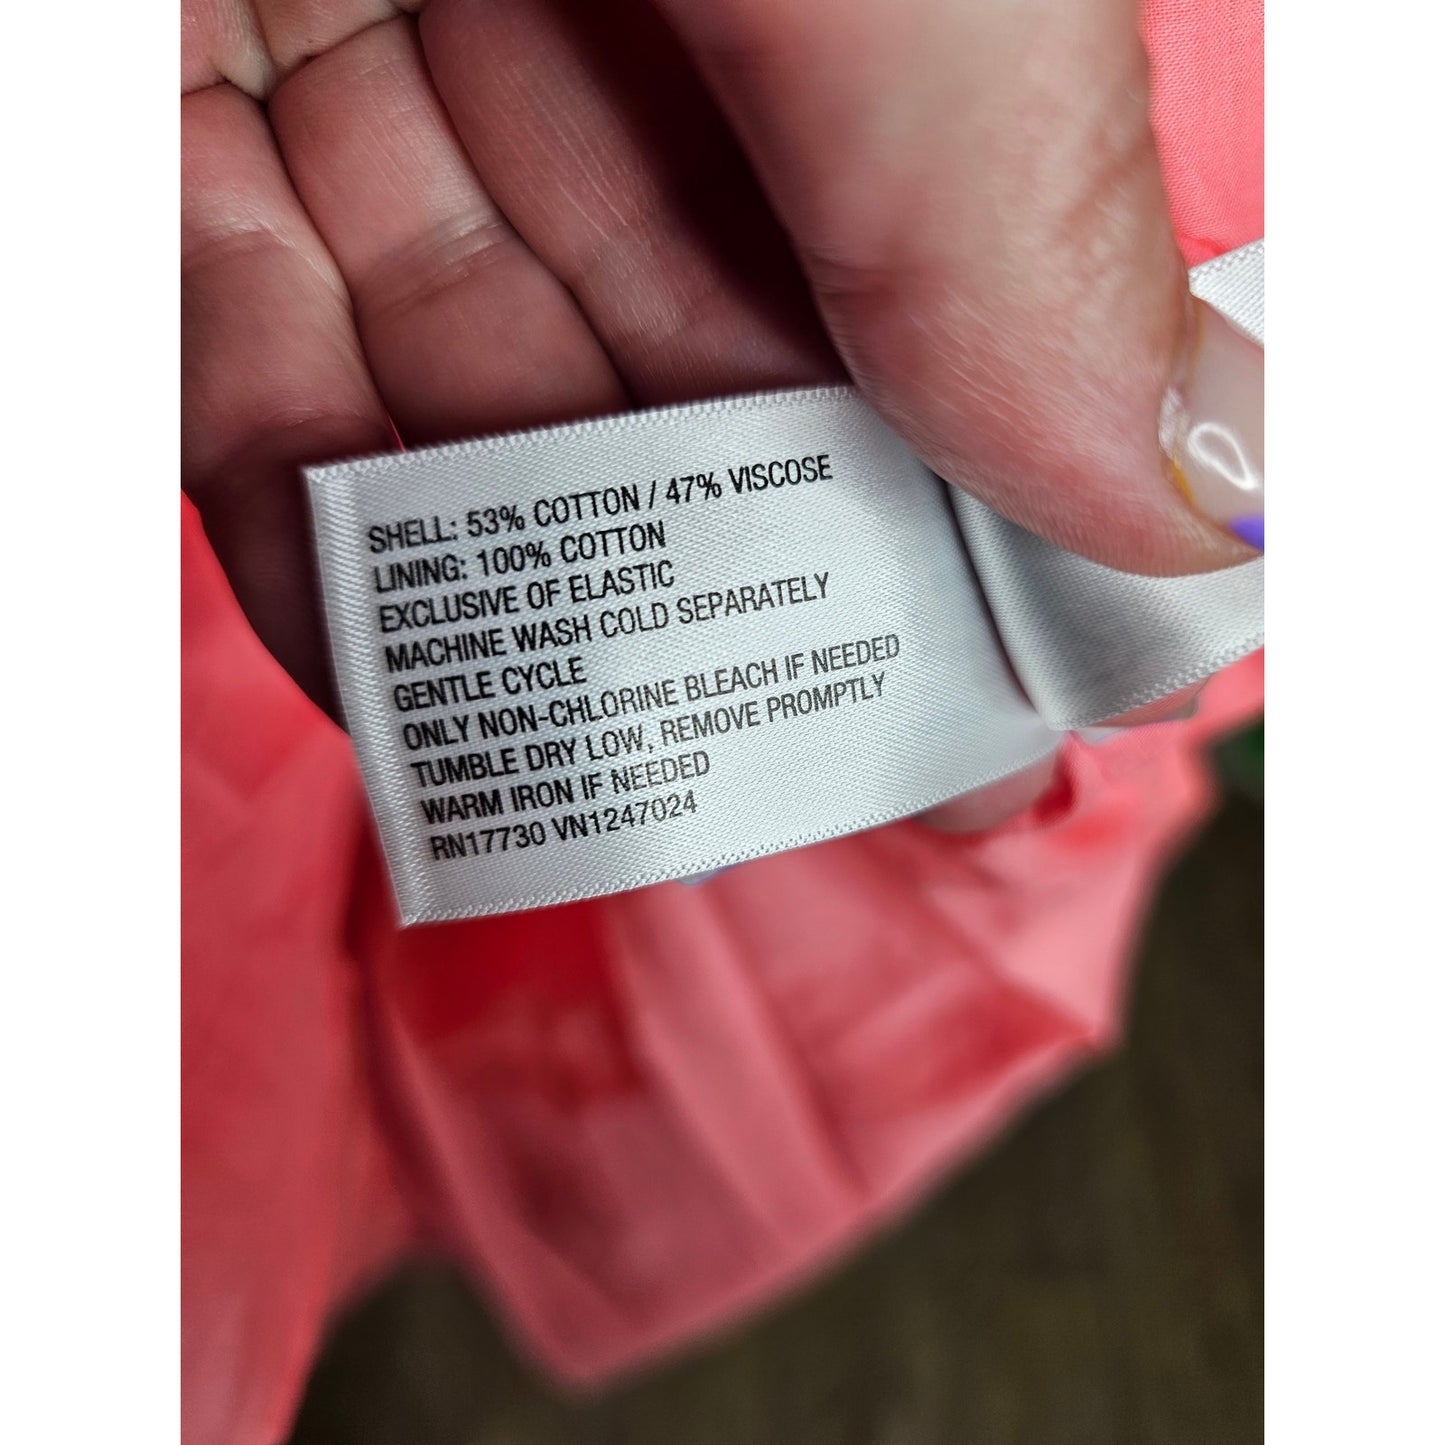 SHELL: 53% COTTON / 47% VISCOSE
LINING: 100% COTTON
EXCLUSIVE OF ELASTIC
MACHINE WASH COLD SEPARATELY
GENTLE CYCLE
ONLY NON-CHLORINE BLEACH IF NEEDED
TUMBLE DRY LOW, REMOVE PROMPTLY
WARM IRON IF NEEDED
RN17730 VN1247024